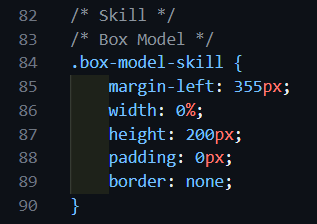 82 /* Skill */
83 /* Box Model */
84 .box-model-skill {
85 margin-left: 355px;
86 width: 0%;
87 height: 200px;
88 padding: 0px;
89 border: none;
90 }